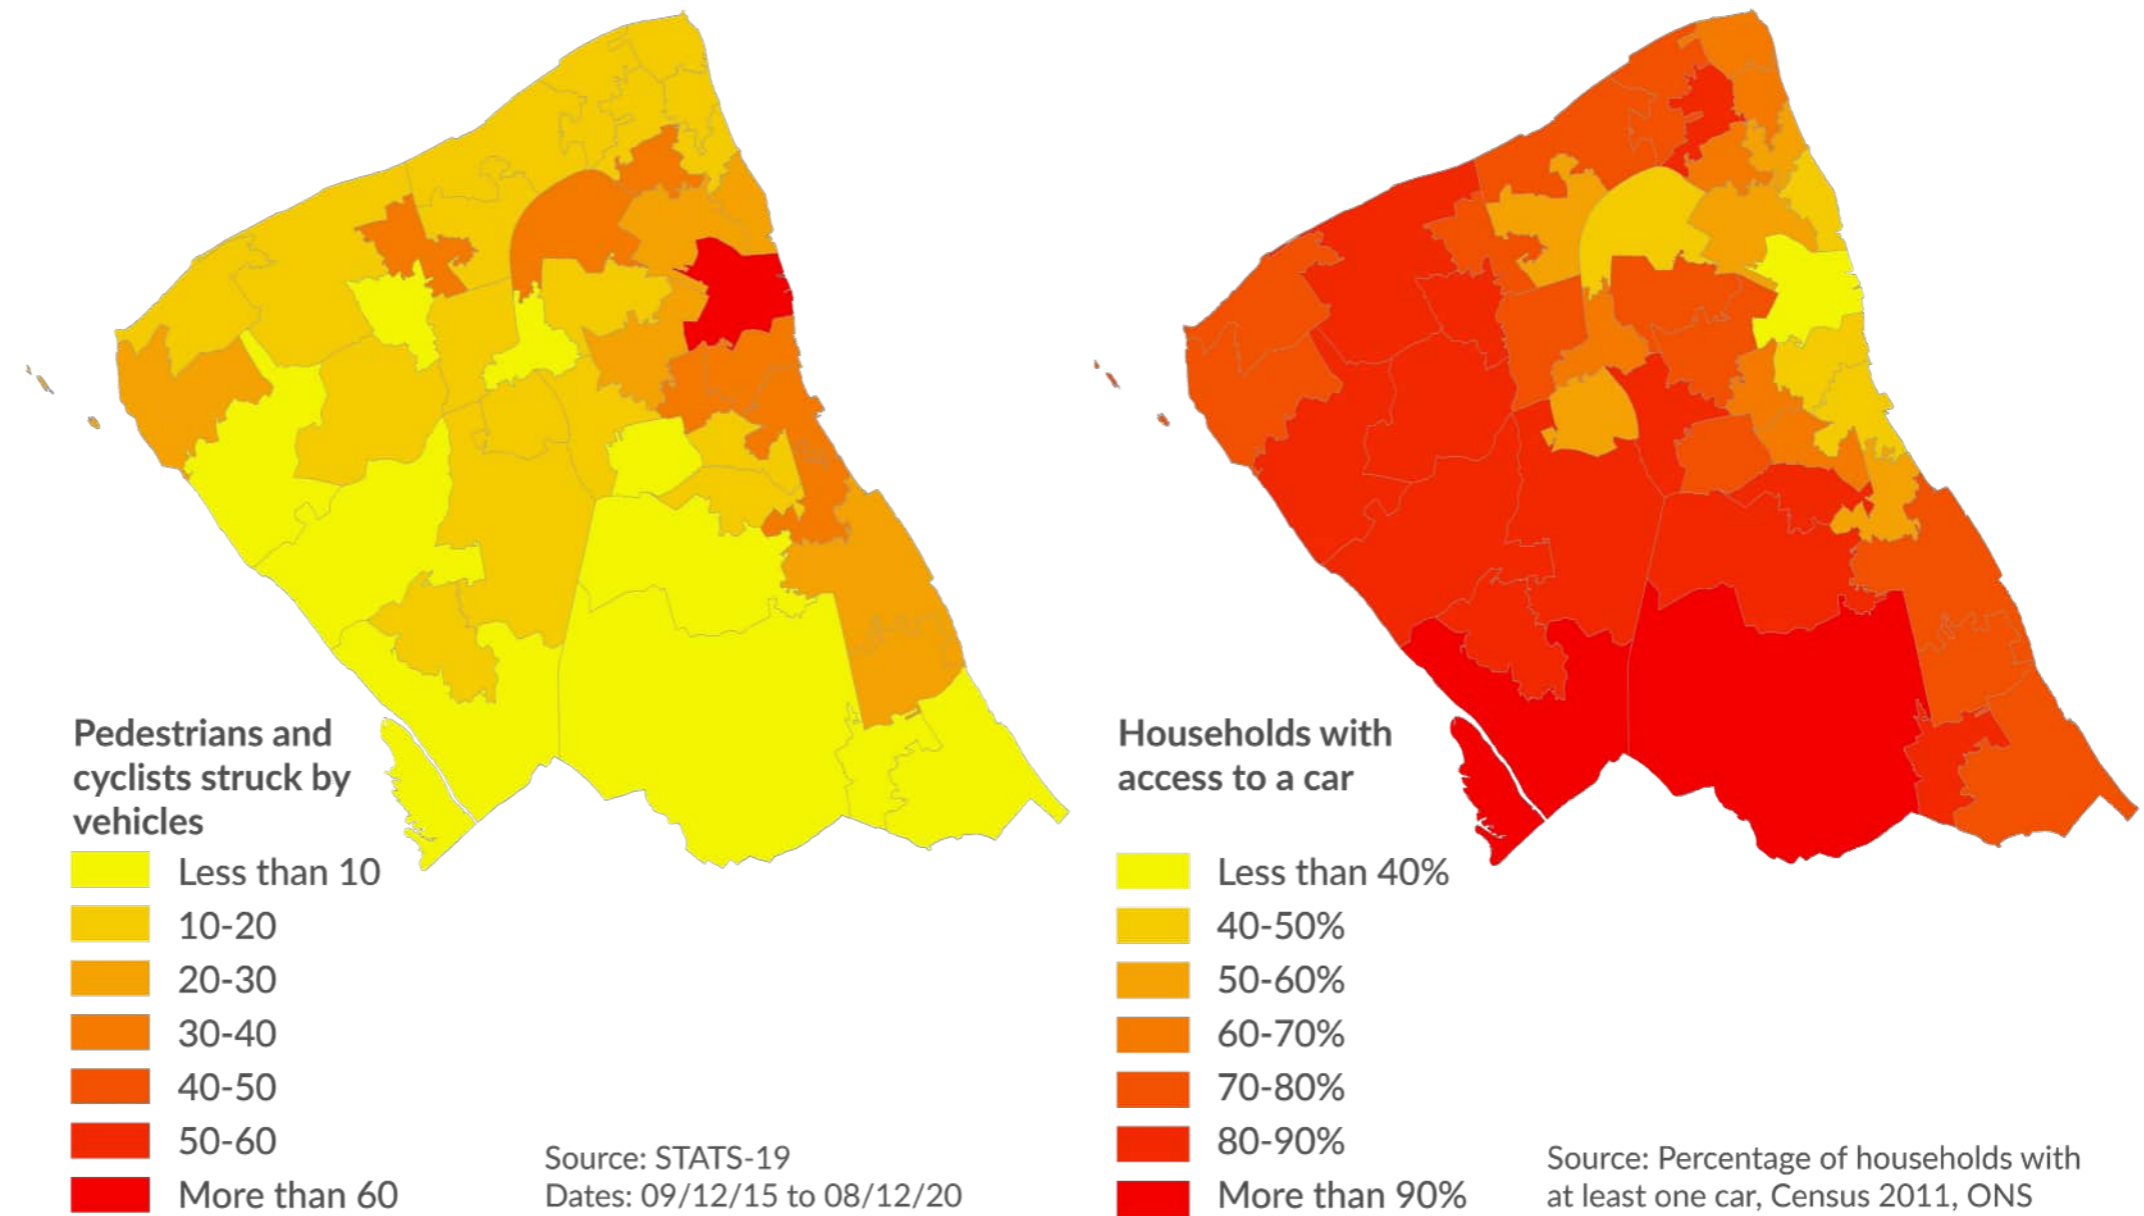 Pedestrians and
cyclists struck by
vehicles
Less than 10
10-20
20-30
30-40
40-50
50-60
More than 60
Source: STATS-19
Dates: 09/12/15 to 08/12/20
Households with
access to a car
Less than 40%
40-50%
50-60%
60-70%
70-80%
80-90%
More than 90%
Source: Percentage of households with
at least one car, Census 2011, ONS